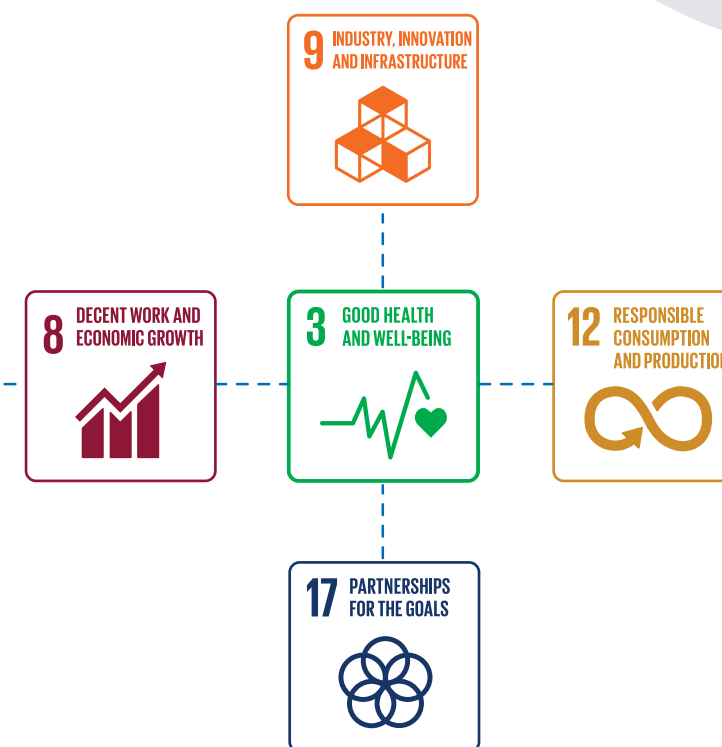 9 INDUSTRY, INNOVATION
AND INFRASTRUCTURE
8 DECENT WORK AND
ECONOMIC GROWTH
3 GOOD HEALTH
AND WELL-BEING
12 RESPONSIBLE
CONSUMPTION
AND PRODUCTION
17 PARTNERSHIPS
FOR THE GOALS